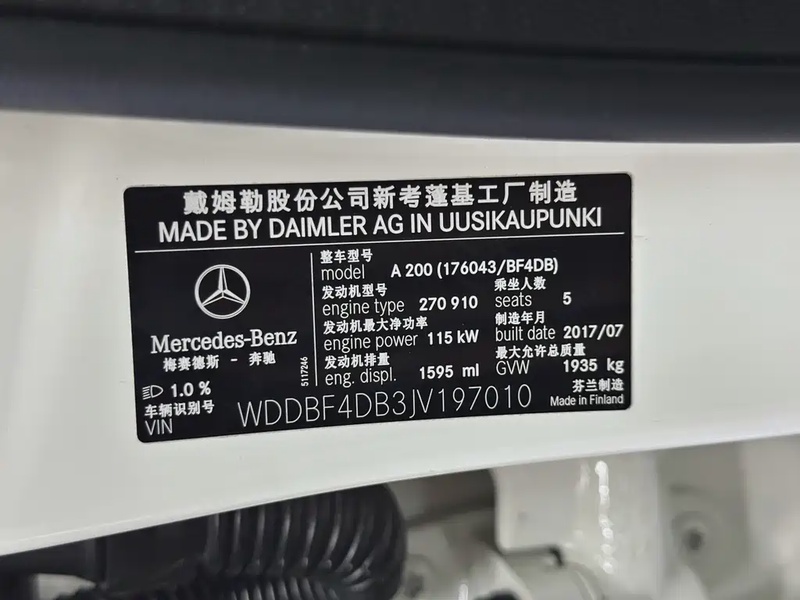 戴姆勒股份公司新考蓬基工厂制造
MADE BY DAIMLER AG IN UUSIKAUPUNKI
整车型号
model A 200 (176043/BF4DB)
发动机型号 乘坐人数
engine type 270 910 seats 5
发动机最大净功率 制造年月
engine power 115 kW built date 2017/07
发动机排量 最大允许总质量
eng. displ. 1595 ml GVW 1935 kg
Mercedes-Benz
梅赛德斯 - 奔驰
5117246
1.0 %
车辆识别号
VIN WDDBF4DB3JV197010
芬兰制造
Made in Finland